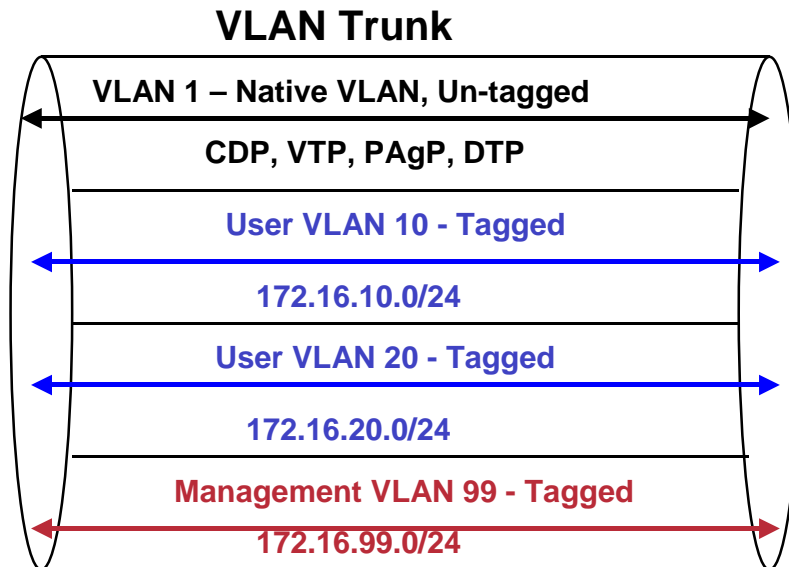 VLAN Trunk
VLAN 1 – Native VLAN, Un-tagged
CDP, VTP, PAgP, DTP
User VLAN 10 - Tagged
172.16.10.0/24
User VLAN 20 - Tagged
172.16.20.0/24
Management VLAN 99 - Tagged
172.16.99.0/24